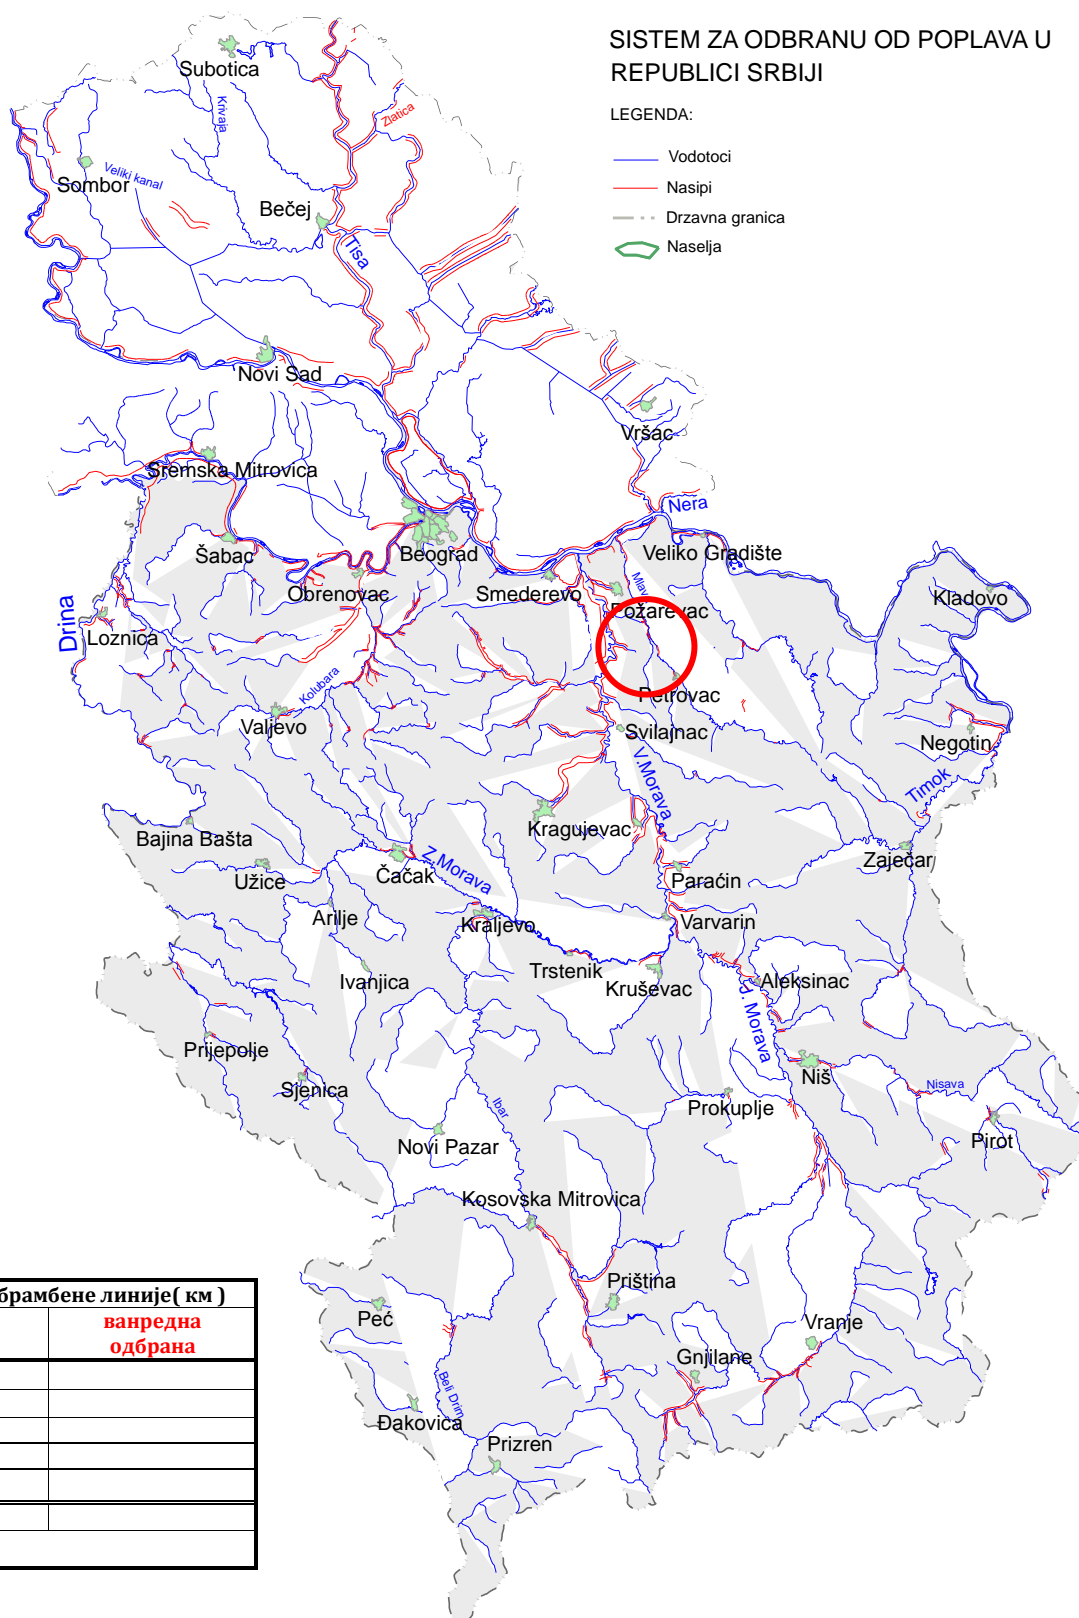 SISTEM ZA ODBRANU OD POPLAVA U
REPUBLICI SRBIJI
LEGENDA:
Vodotoci
Nasipi
Drzavna granica
Naselja
Subotica
Krivaja
Zlatica
Sombor
Veliki kanal
Bečej
Tisa
Novi Sad
Vršac
Sremska Mitrovica
Nera
Šabac
Beograd
Veliko Gradište
Obrenovac
Smederevo
Mlav
Požarevac
Kladovo
Drina
Loznica
Kolubara
Petrovac
Valjevo
Svilajnac
Negotin
V.Morava
Timok
Bajina Bašta
Kragujevac
Zaječar
Užice
Čačak
Z.Morava
Paraćin
Arilje
Kraljevo
Varvarin
Ivanjica
Trstenik
Kruševac
Aleksinac
J. Morava
Prijepolje
Sjenica
Niš
Nisava
Ibar
Prokuplje
Novi Pazar
Pirot
Kosovska Mitrovica
Priština
Peć
Vranje
Gnjilane
Beli Drim
Đakovica
Prizren
брамбене линије( км )
ванредна
одбрана